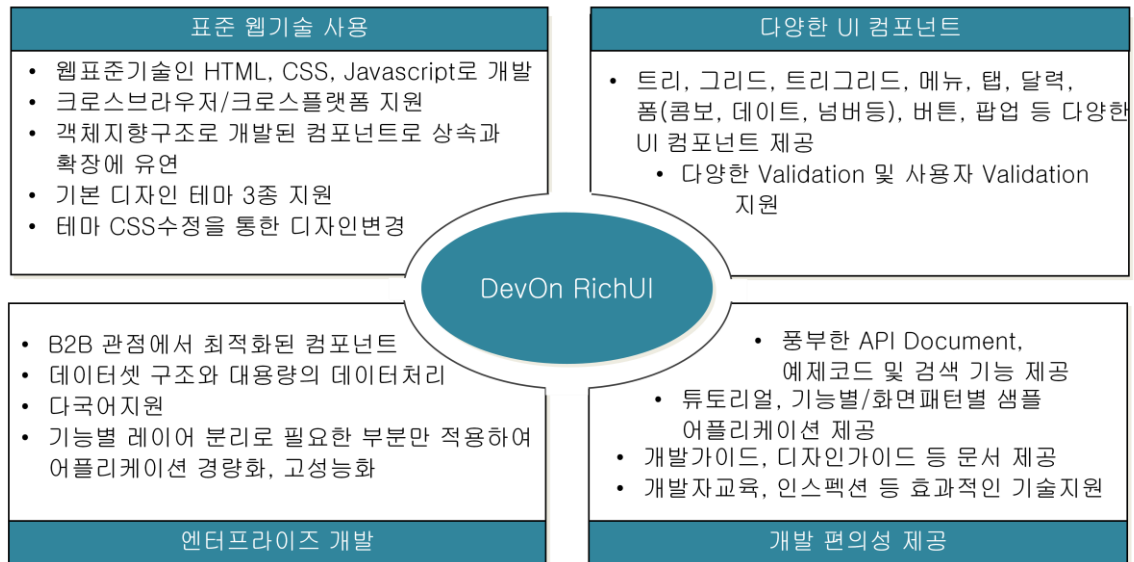 표준 웹기술 사용
• 웹표준기술인 HTML, CSS, Javascript로 개발
• 크로스브라우저/크로스플랫폼 지원
• 객체지향구조로 개발된 컴포넌트로 상속과
확장에 유연
• 기본 디자인 테마 3종 지원
• 테마 CSS수정을 통한 디자인변경
다양한 UI 컴포넌트
• 트리, 그리드, 트리그리드, 메뉴, 탭, 달력,
폼(콤보, 데이트, 넘버등), 버튼, 팝업 등 다양한
UI 컴포넌트 제공
• 다양한 Validation 및 사용자 Validation
지원
DevOn RichUI
• B2B 관점에서 최적화된 컴포넌트
• 데이터셋 구조와 대용량의 데이터처리
• 다국어지원
• 기능별 레이어 분리로 필요한 부분만 적용하여
어플리케이션 경량화, 고성능화
엔터프라이즈 개발
• 풍부한 API Document,
예제코드 및 검색 기능 제공
• 튜토리얼, 기능별/화면패턴별 샘플
어플리케이션 제공
• 개발가이드, 디자인가이드 등 문서 제공
• 개발자교육, 인스펙션 등 효과적인 기술지원
개발 편의성 제공